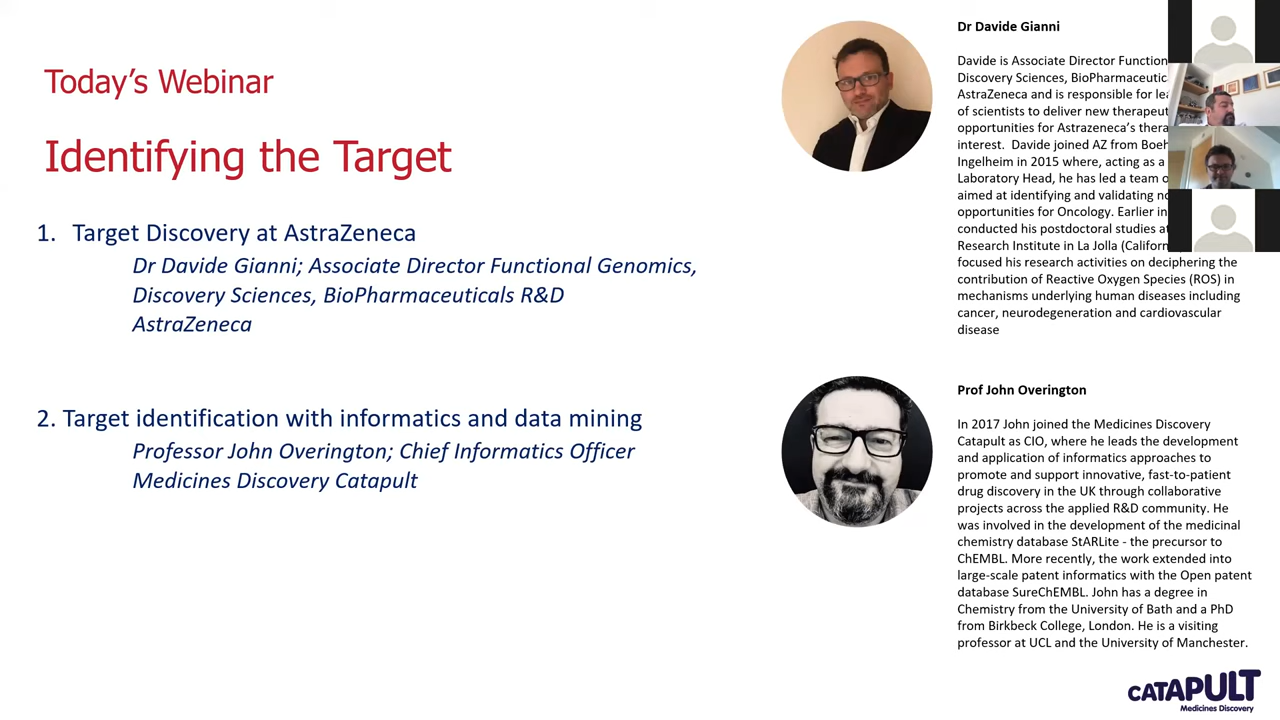 Today's Webinar
Identifying the Target
1. Target Discovery at AstraZeneca
Dr Davide Gianni; Associate Director Functional Genomics,
Discovery Sciences, BioPharmaceuticals R&D
AstraZeneca
2. Target identification with informatics and data mining
Professor John Overington; Chief Informatics Officer
Medicines Discovery Catapult
Dr Davide Gianni
Davide is Associate Director
Discovery Sciences,
AstraZeneca and is responsible for
of scientists to deliver new
opportunities for Astrazeneca's
interest. Davide joined AZ from
Ingelheim in 2015 where, acting as a
Laboratory Head, he has led a team
aimed at identifying and validating
opportunities for Oncology. Earlier in
conducted his postdoctoral studies at
Research Institute in La Jolla
focused his research activities on deciphering the
contribution of Reactive Oxygen Species (ROS) in
mechanisms underlying human diseases including
cancer, neurodegeneration and cardiovascular
disease
Prof John Overington
In 2017 John joined the Medicines Discovery
Catapult as CIO, where he leads the development
and application of informatics approaches to
promote and support innovative, fast-to-patient
drug discovery in the UK through collaborative
projects across the applied R&D community. He
was involved in the development of the medicinal
chemistry database StARLite - the precursor to
ChEMBL. More recently, the work extended into
large-scale patent informatics with the Open patent
database SureChEMBL. John has a degree in
Chemistry from the University of Bath and a PhD
from Birkbeck College, London. He is a visiting
professor at UCL and the University of Manchester.
CATAPULT
Medicines Discovery